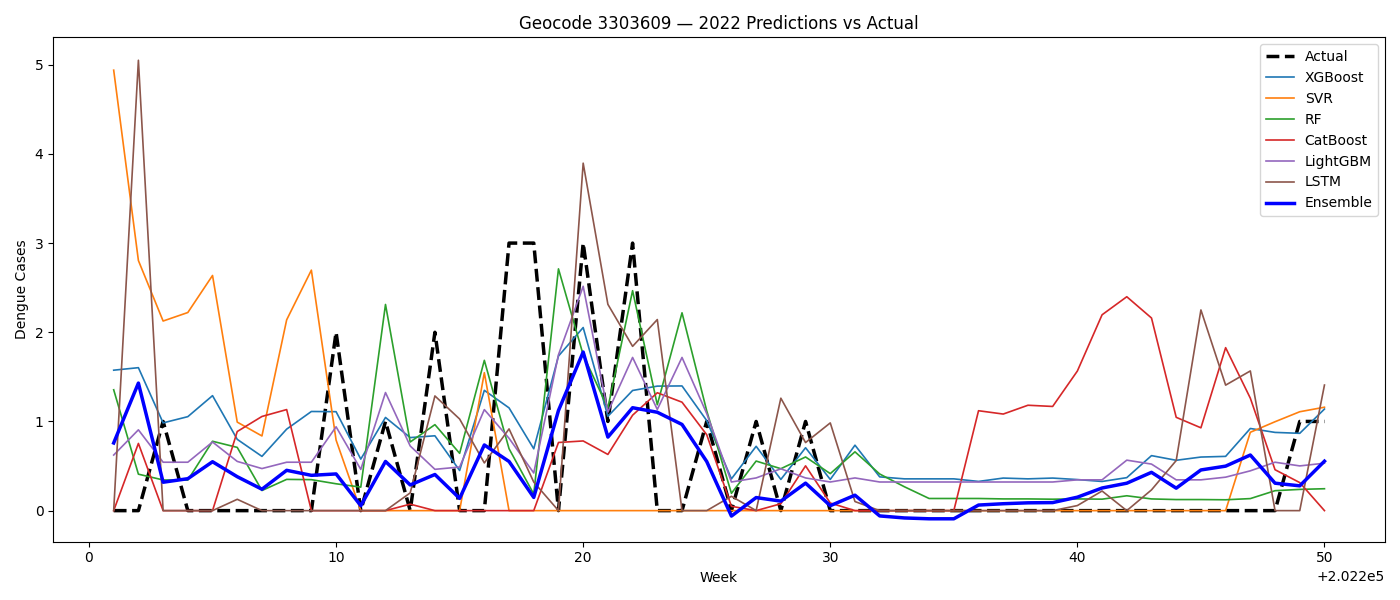 Geocode 3303609 — 2022 Predictions vs Actual
Dengue Cases
5
4
3
2
1
0
Actual
XGBoost
SVR
RF
CatBoost
LightGBM
LSTM
Ensemble
0 10 20 30 40 50
Week
+2.022e5